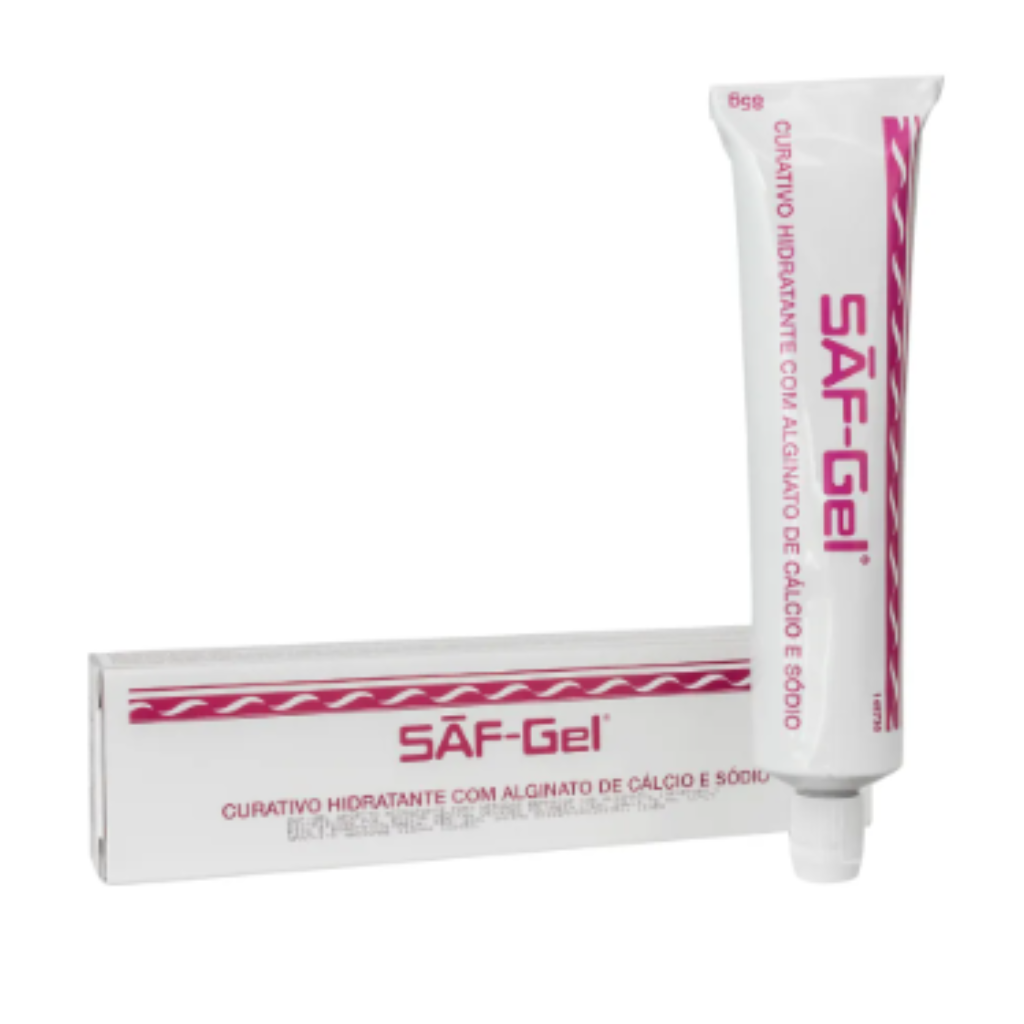 85g
CURATIVO HIDRATANTE COM ALGINATO DE CÁLCIO E SÓDIO
SĀF-Gel®
SĀF-Gel®
CURATIVO HIDRATANTE COM ALGINATO DE CÁLCIO E SÓDIO